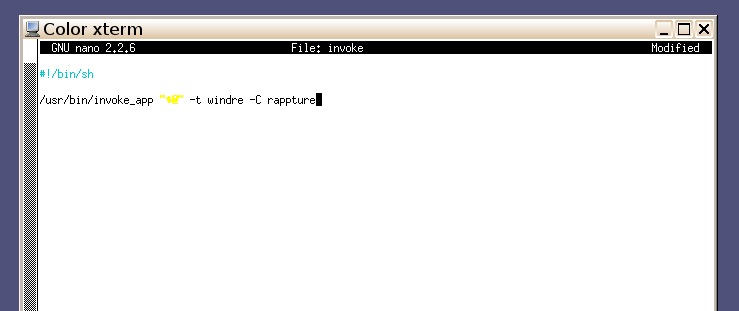 Color xterm
GNU nano 2.2.6 File: invoke Modified
#!/bin/sh
/usr/bin/invoke_app "$@" -t windre -C rappture